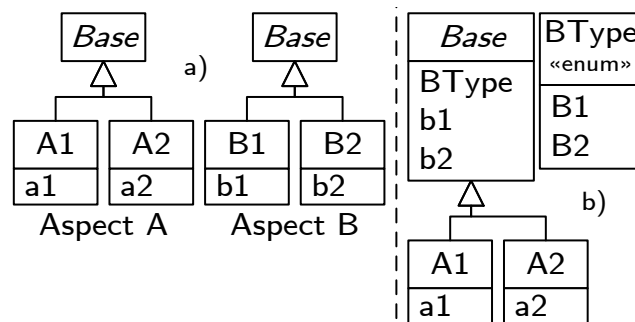 Base
Base
a)
A1
A2
B1
B2
a1
a2
b1
b2
Aspect A
Aspect B
Base
BType
b1
b2
BType
«enum»
B1
B2
b)
A1
A2
a1
a2